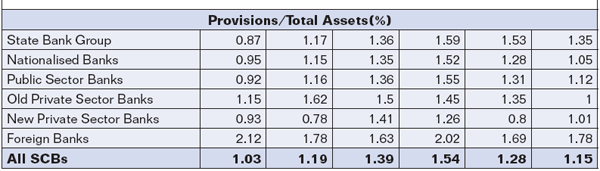 Provisions/Total Assets(%)
State Bank Group 0.87 1.17 1.36 1.59 1.53 1.35
Nationalised Banks 0.95 1.15 1.35 1.52 1.28 1.05
Public Sector Banks 0.92 1.16 1.36 1.55 1.31 1.12
Old Private Sector Banks 1.15 1.62 1.5 1.45 1.35 1
New Private Sector Banks 0.93 0.78 1.41 1.26 0.8 1.01
Foreign Banks 2.12 1.78 1.63 2.02 1.69 1.78
All SCBs 1.03 1.19 1.39 1.54 1.28 1.15